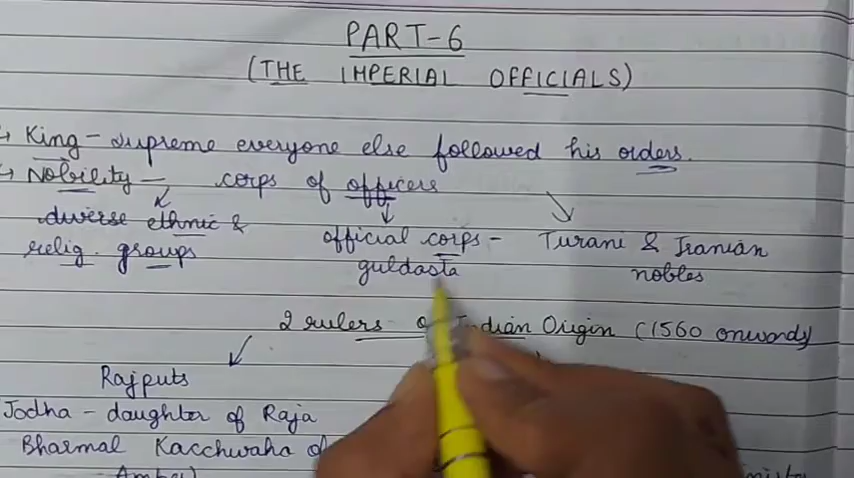 PART-6
(THE IMPERIAL OFFICIALS)
→ King - supreme everyone else followed his orders.
→ Nobility - corps of officers
diverse ethnic &
relig. groups
official corps -
guldasta
Turani & Iranian
nobles
2 rulers Indian Origin (1560 onwards)
Rajputs
Jodha - daughter of Raja
Bharmal Kacchwaha of